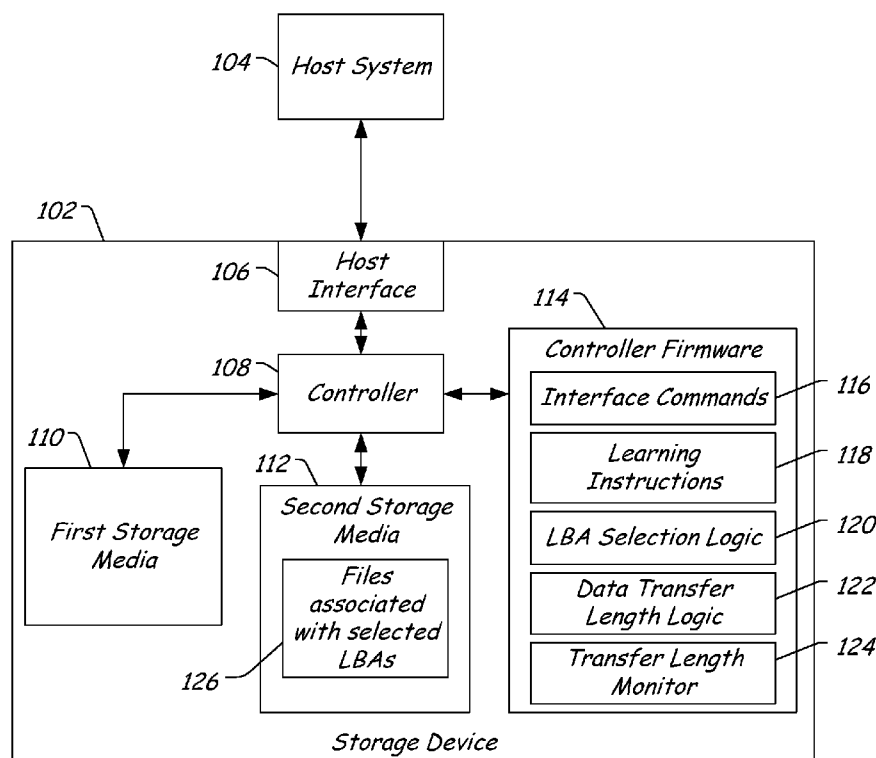 104
Host System
102
106
Host
Interface
114
108
Controller
Controller Firmware
Interface Commands
116
110
112
Learning
Instructions
118
First Storage
Media
Second Storage
Media
LBA Selection Logic
120
Files
associated
with selected
LBAs
126
Data Transfer
Length Logic
122
Transfer Length
Monitor
124
Storage Device